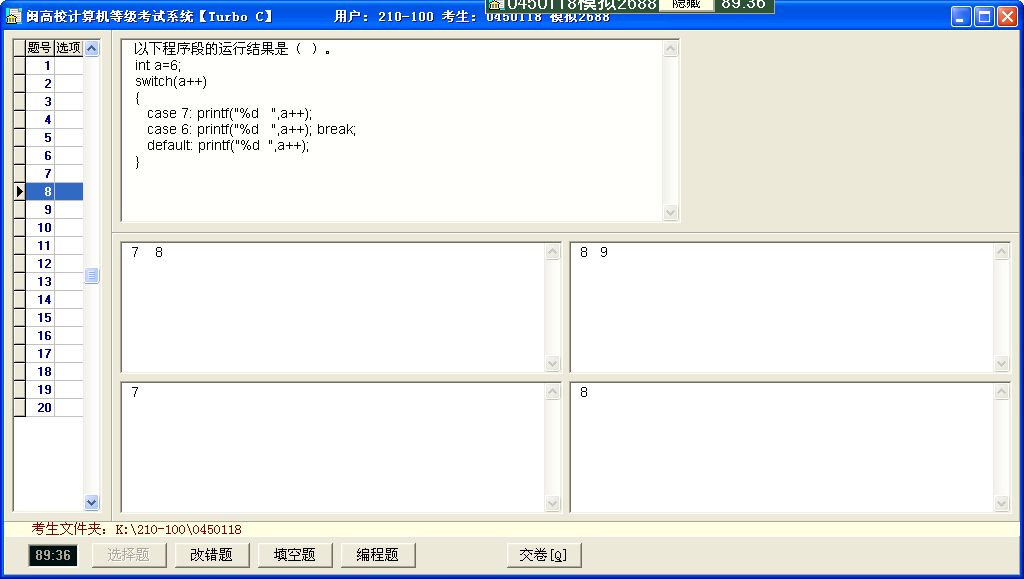 0450118模拟2688 隐藏 89:36
闽高校计算机等级考试系统【Turbo C】 用户: 210-100 考生: 0450118 模拟2688
题号 选项
1
2
3
4
5
6
7
8
9
10
11
12
13
14
15
16
17
18
19
20
以下程序段的运行结果是（ ）。
int a=6;
switch(a++)
{
case 7: printf("%d   ",a++);
case 6: printf("%d   ",a++); break;
default: printf("%d  ",a++);
}
7 8
8 9
7
8
考生文件夹: K:\210-100\0450118
89:36 选择题 改错题 填空题 编程题 交卷[Q]